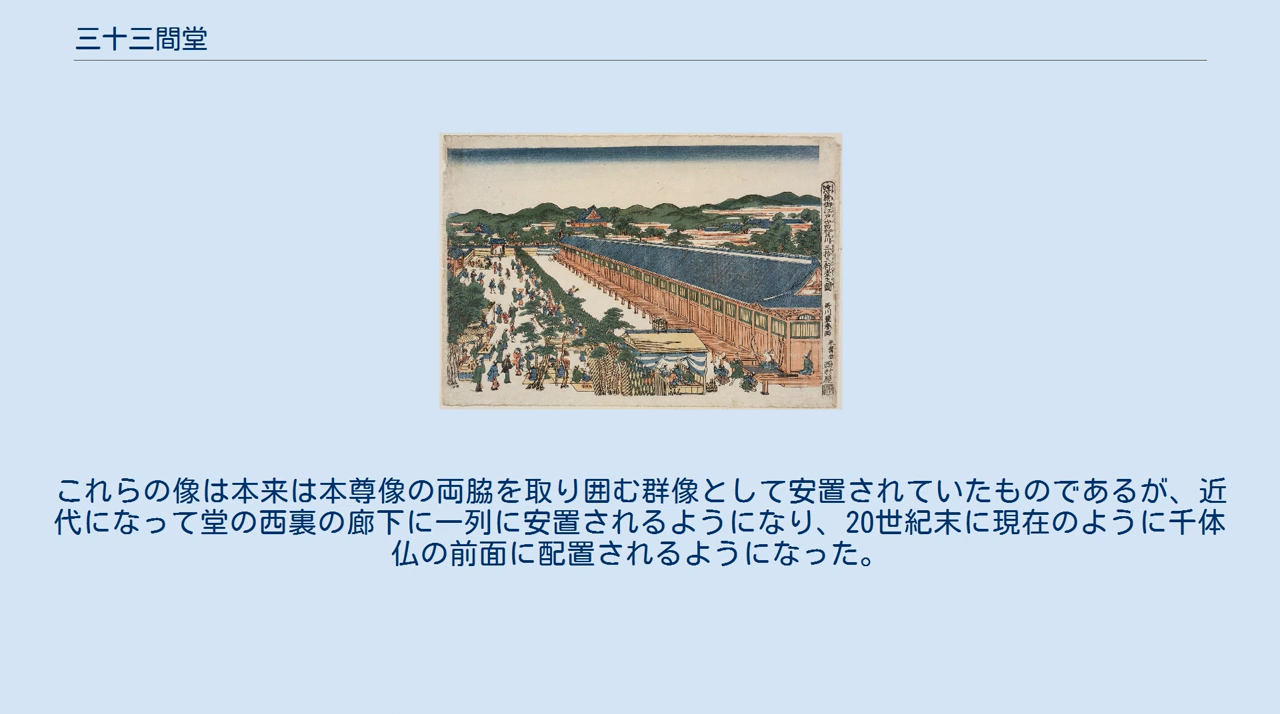 三十三間堂
これらの像は本来は本尊像の両脇を取り囲む群像として安置されていたものであるが、近
代になって堂の西裏の廊下に一列に安置されるようになり、20世紀末に現在のように千体
仏の前面に配置されるようになった。